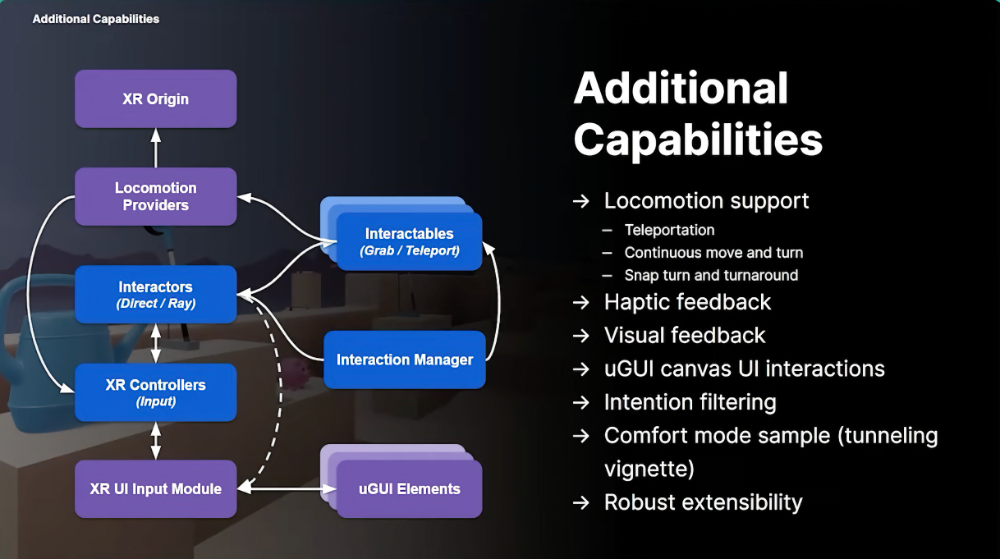 Additional Capabilities
XR Origin
Locomotion
Providers
Interactables
(Grab / Teleport)
Interactors
(Direct / Ray)
Interaction Manager
XR Controllers
(Input)
XR UI Input Module
uGUI Elements
Additional
Capabilities
→ Locomotion support
– Teleportation
– Continuous move and turn
– Snap turn and turnaround
→ Haptic feedback
→ Visual feedback
→ uGUI canvas UI interactions
→ Intention filtering
→ Comfort mode sample (tunneling
vignette)
→ Robust extensibility